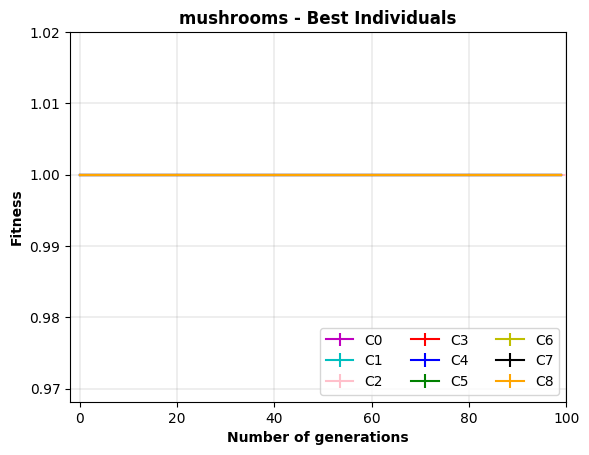 mushrooms - Best Individuals
1.02
1.01
1.00
0.99
0.98
0.97
Fitness
C0 C3 C6
C1 C4 C7
C2 C5 C8
0 20 40 60 80 100
Number of generations